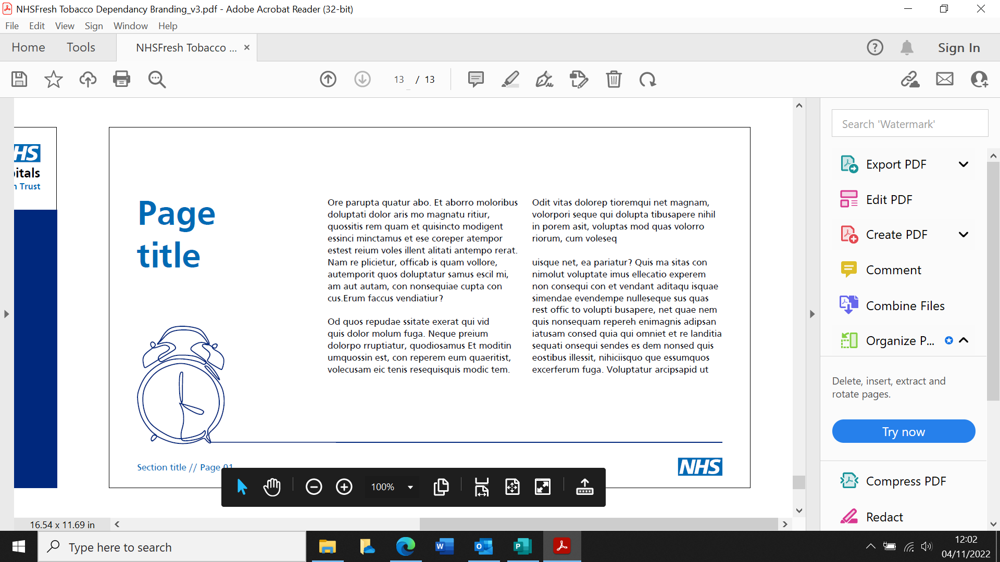 NHSFresh Tobacco Dependancy Branding_v3.pdf - Adobe Acrobat Reader (32-bit)
File Edit View Sign Window Help
Home Tools NHSFresh Tobacco ... × Sign In
13 / 13
Search 'Watermark'
Export PDF
Edit PDF
Create PDF
Comment
Combine Files
Organize P...
Delete, insert, extract and
rotate pages.
Try now
Compress PDF
Redact
HS
itals
Trust
Page
title
Ore parupta quatur abo. Et aborro moloribus
doluptati dolor aris mo magnatu ritiur,
quossitis rem quam et quisincto modigent
essinci minctamus et ese coreper atempor
estest reium voles illent alitati antempo rerat.
Nam re plicietur, officab is quam vollore,
autemporit quos doluptatur samus escil mi,
am aut autam, con nonsequiae cupta con
cus.Erum faccus vendiatiur?
Od quos repudae ssitate exerat qui vid
quis dolor molum fuga. Neque preium
dolorpo rruptiatur, quodiosamus Et moditin
umquossin est, con reperem eum quaeritist,
volecusam eic tenis resequisquis modic tem.
Odit vitas dolorep tioremqui net magnam,
volorpori seque qui dolupta tibusapere nihil
in porem asit, voluptas mod quas volorro
riorum, cum voleseq
uisque net, ea pariatur? Quis ma sitas con
nimolut voluptate imus ellecatio experem
non consequi con et vendant aditaqu isquae
simendae evendempe nulleseque sus quas
rest offic to volupti busapere, net quae nem
quis nonsequam repereh enimagnis adipsan
iatusam consed quia qui omniet et re landitia
sequati onsequi sendes es dem nonsed quis
eostibus illessit, nihiciisquo que essumquos
excerferum fuga. Voluptatur arcipsapid ut
Section title // Page 01
NHS
100%
16.54 x 11.69 in
Type here to search
12:02
04/11/2022